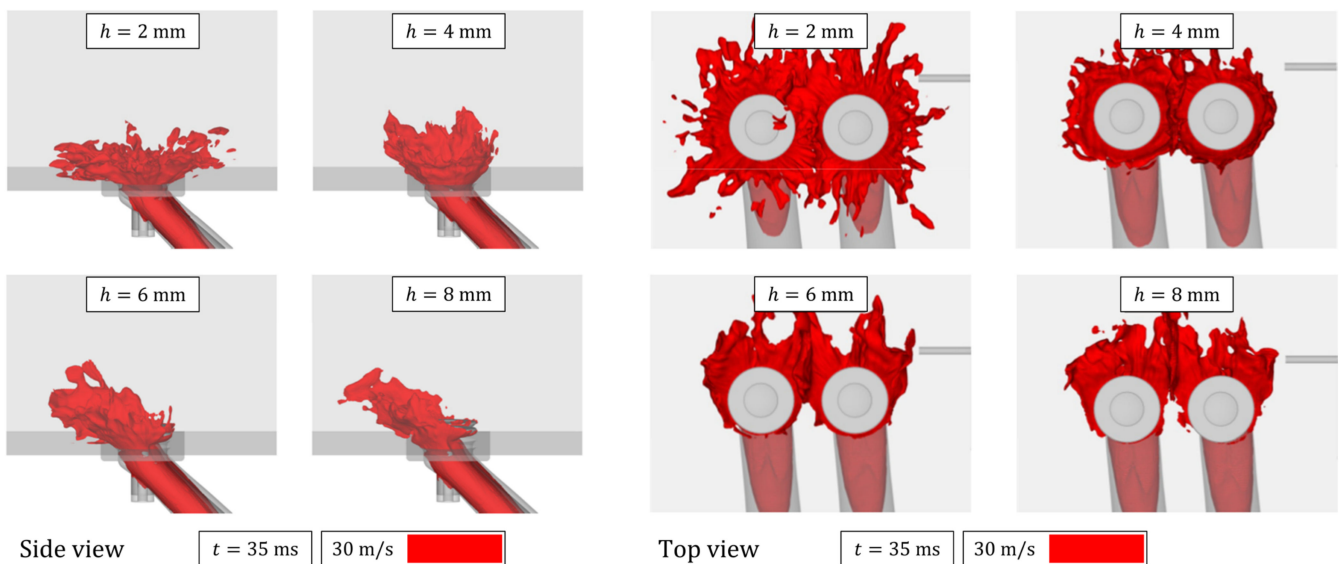 h = 2 mm
h = 4 mm
h = 2 mm
h = 4 mm
h = 6 mm
h = 8 mm
h = 6 mm
h = 8 mm
Side view
t = 35 ms
30 m/s
Top view
t = 35 ms
30 m/s